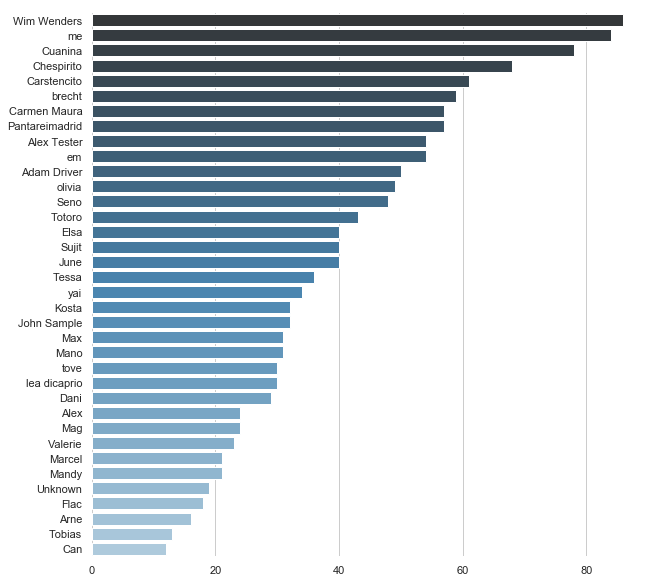 Wim Wenders
me
Cuanina
Chespirito
Carstencito
brecht
Carmen Maura
Pantareimadrid
Alex Tester
em
Adam Driver
olivia
Seno
Totoro
Elsa
Sujit
June
Tessa
yai
Kosta
John Sample
Max
Mano
tove
lea dicaprio
Dani
Alex
Mag
Valerie
Marcel
Mandy
Unknown
Flac
Arne
Tobias
Can
0 20 40 60 80